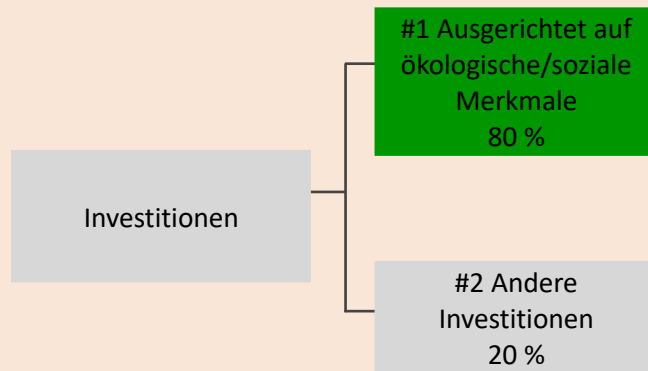 #1 Ausgerichtet auf
ökologische/soziale
Merkmale
80 %
Investitionen
#2 Andere
Investitionen
20 %